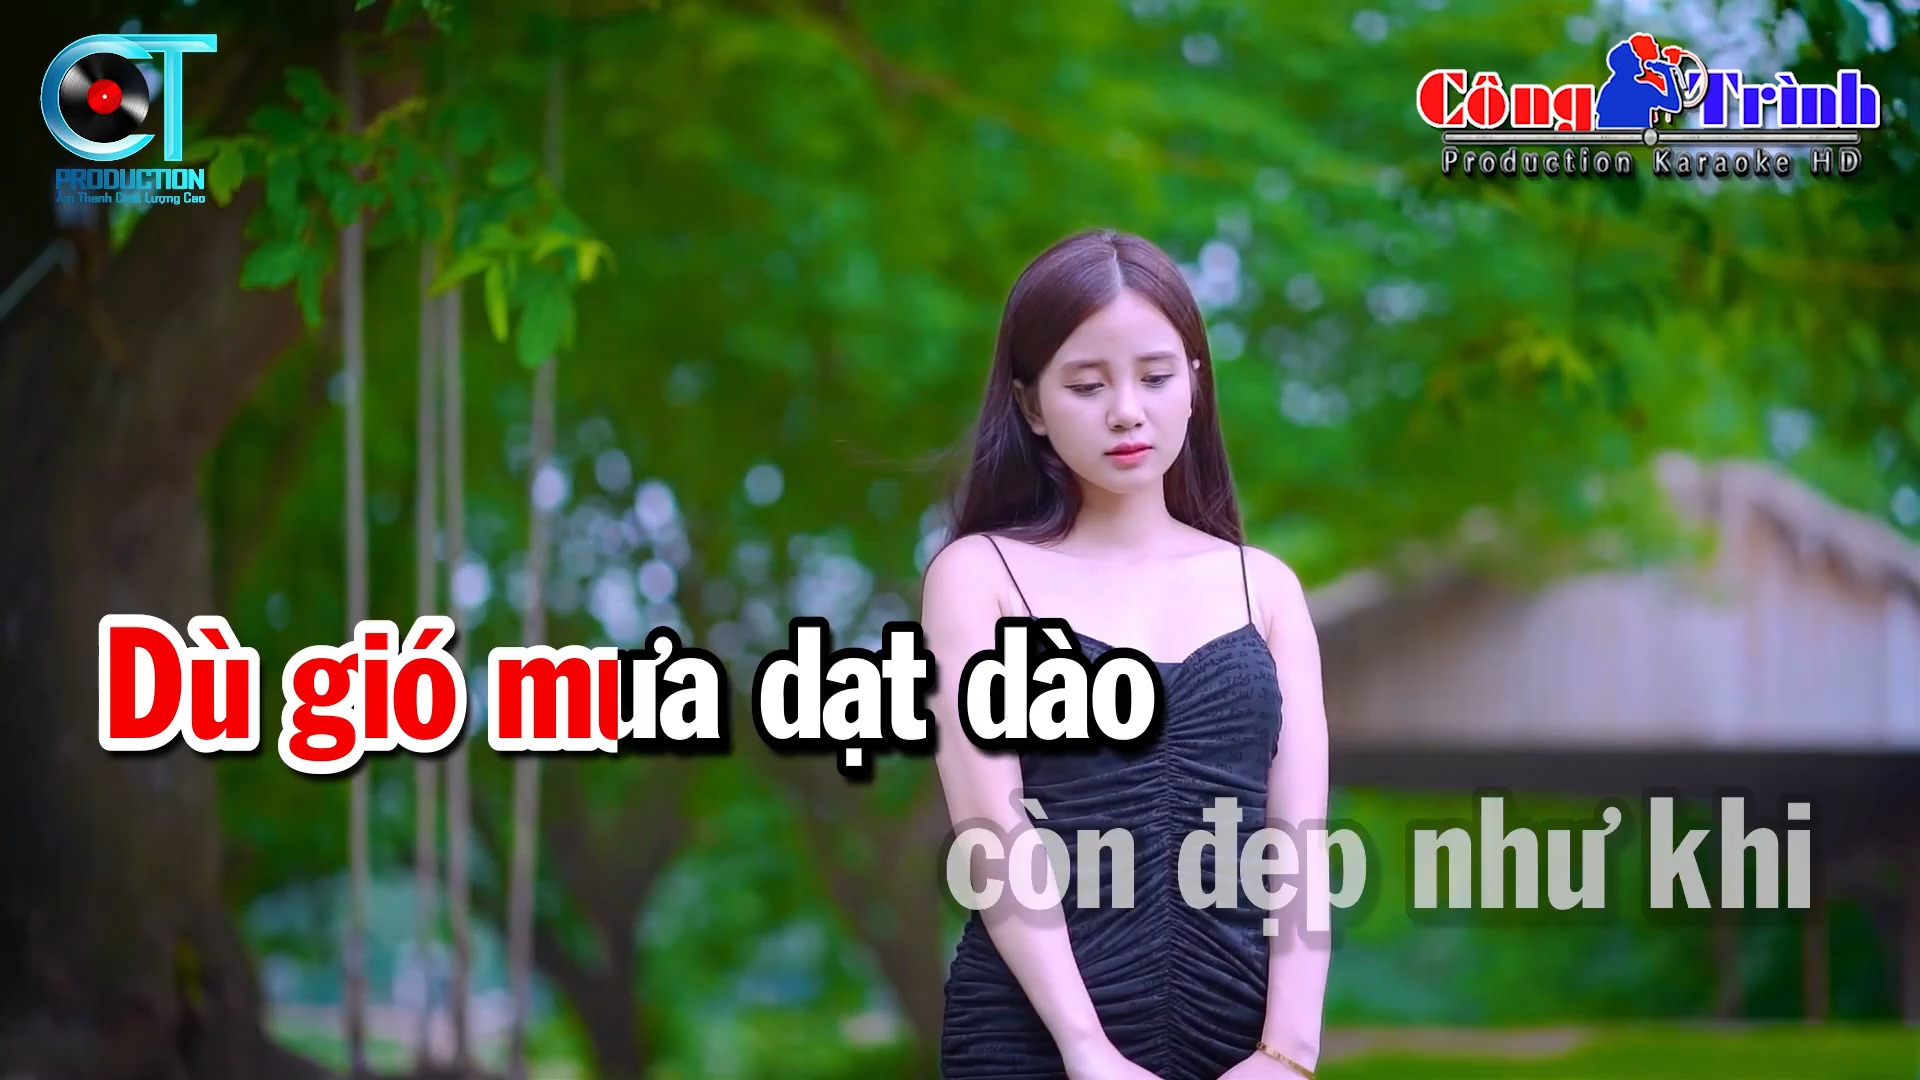 CT
PRODUCTION
Âm Thanh Chất Lượng Cao
Công Trình
Production Karaoke HD
Dù gió mưa dạt dào
còn đẹp như khi